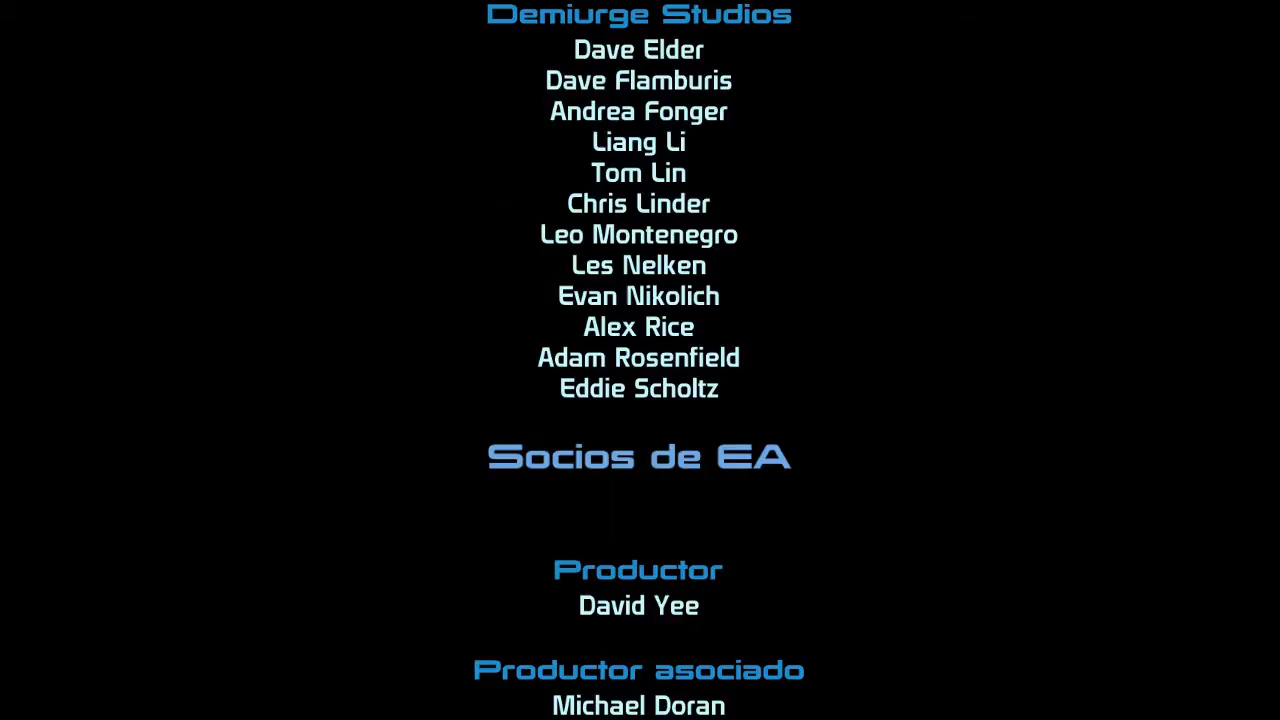 Demiurge Studios
Dave Elder
Dave Flamburis
Andrea Fonger
Liang Li
Tom Lin
Chris Linder
Leo Montenegro
Les Nelken
Evan Nikolich
Alex Rice
Adam Rosenfield
Eddie Scholtz
Socios de EA
Productor
David Yee
Productor asociado
Michael Doran